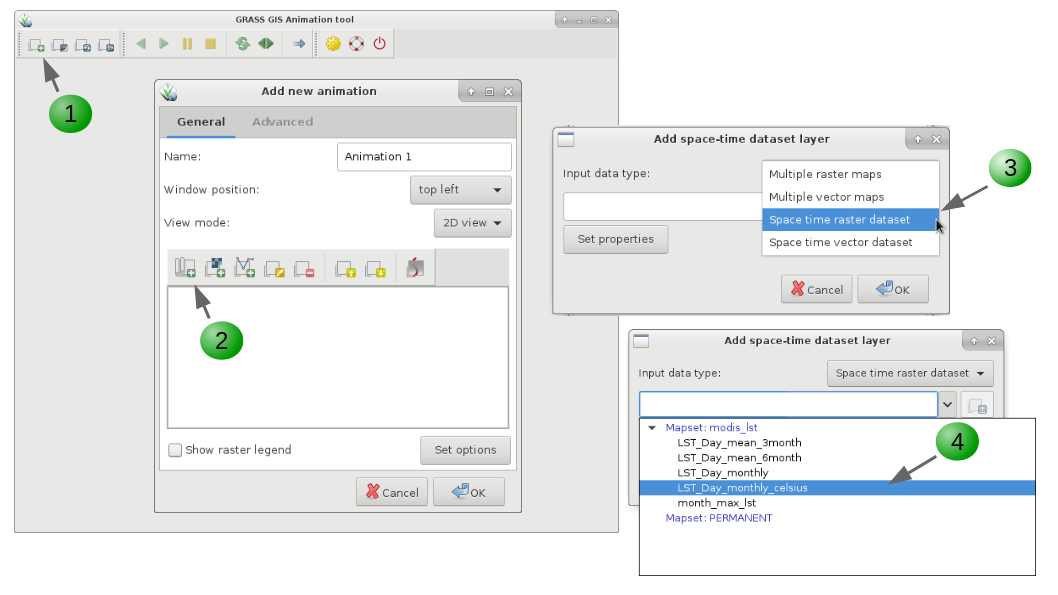 GRASS GIS Animation tool
1
Add new animation
General Advanced
Name: Animation 1
Window position: top left
View mode: 2D view
2
Show raster legend Set options
Cancel OK
Add space-time dataset layer
Input data type:
Multiple raster maps
Multiple vector maps
Space time raster dataset
Space time vector dataset
3
Set properties
Cancel OK
Add space-time dataset layer
Input data type: Space time raster dataset
Mapset: modis_lst
LST_Day_mean_3month
LST_Day_mean_6month
LST_Day_monthly
LST_Day_monthly_celsius
month_max_lst
Mapset: PERMANENT
4